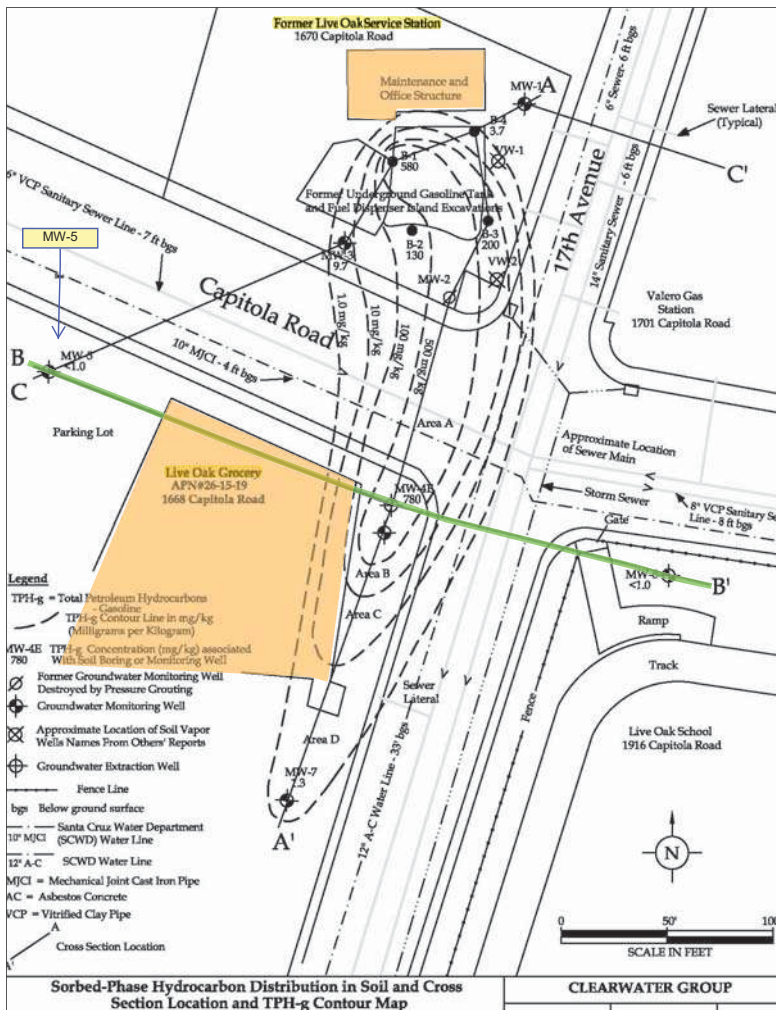 Former Live Oak Service Station
1670 Capitola Road
Maintenance and
Office Structure
MW-1
A
B-4
3.7
VW-1
6" Sewer- 6 ft bgs
Sewer Lateral
(Typical)
C'
B-1
580
Former Underground Gasoline Tank
and Fuel Dispenser Island Excavations
B-2
130
B-3
200
17th Avenue
14" Sanitary Sewer - 6 ft bgs
6" VCP Sanitary Sewer Line - 7 ft bgs
MW-5
MW-3
9.7
VW-2
MW-2
Capitola Road
1.0 mg/kg
10 mg/kg
100 mg/kg
500 mg/kg
Valero Gas
Station
1701 Capitola Road
10" MJCI - 4 ft bgs
B
C
MW-5
<1.0
Parking Lot
Area A
Approximate Location
of Sewer Main
Live Oak Grocery
APN#26-15-19
1668 Capitola Road
MW-4E
780
Storm Sewer
8" VCP Sanitary Se
Line - 8 ft bgs
Gate
MW-6
<1.0
B'
Area B
Area C
Ramp
Track
Legend
TPH-g = Total Petroleum Hydrocarbons
- Gasoline
TPH-g Contour Line in mg/kg
(Milligrams per Kilogram)
MW-4E TPH-g Concentration (mg/kg) associated
780 With Soil Boring or Monitoring Well
Former Groundwater Monitoring Well
Destroyed by Pressure Grouting
Groundwater Monitoring Well
Approximate Location of Soil Vapor
Wells Names From Others' Reports
Groundwater Extraction Well
Fence Line
bgs Below ground surface
Santa Cruz Water Department
10" MJCI (SCWD) Water Line
12" A-C SCWD Water Line
MJCI = Mechanical Joint Cast Iron Pipe
AC = Asbestos Concrete
VCP = Vitrified Clay Pipe
A
Cross Section Location
A'
Sewer
Lateral
Fence
Area D
MW-7
A'
12" A-C Water Line - 33' bgs
Live Oak School
1916 Capitola Road
N
0 50' 100
SCALE IN FEET
Sorbed-Phase Hydrocarbon Distribution in Soil and Cross
Section Location and TPH-g Contour Map
CLEARWATER GROUP